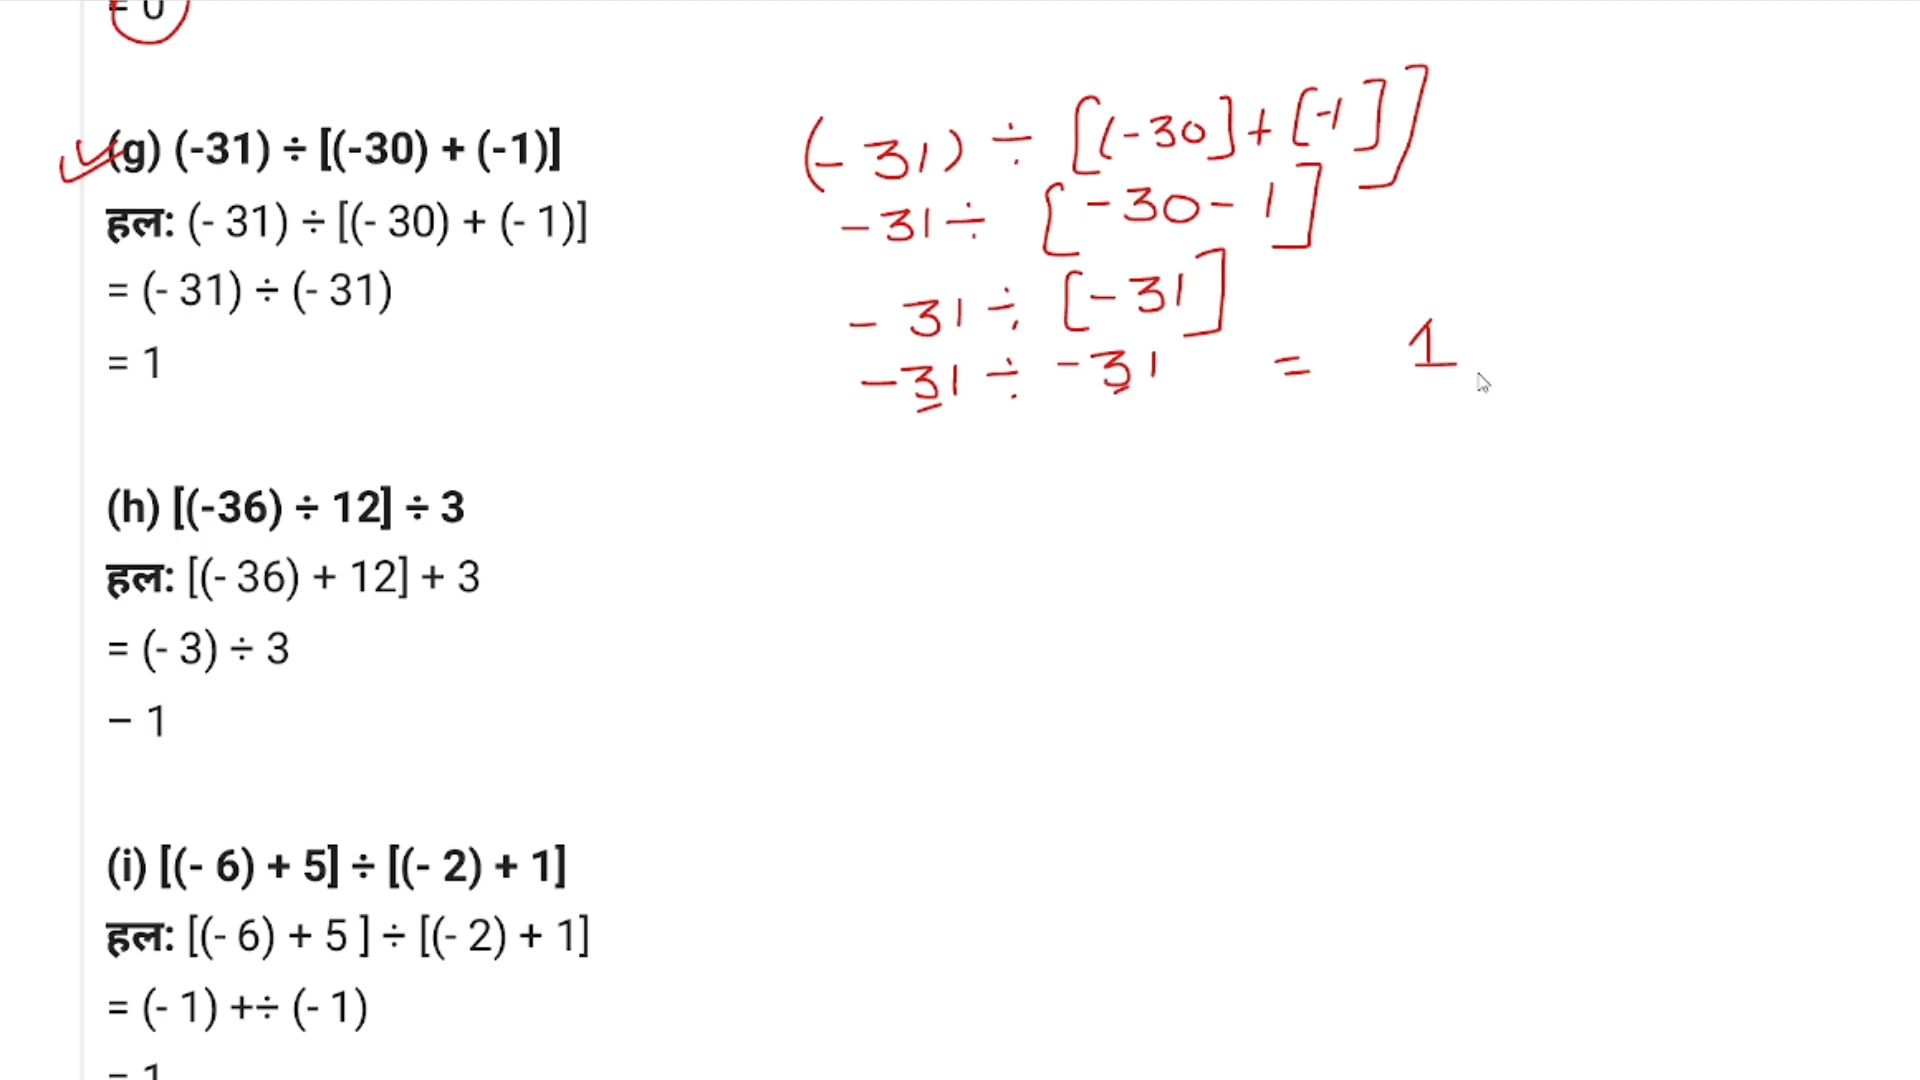 = 0
(g) (-31) ÷ [(-30) + (-1)]
हल: (- 31) ÷ [(- 30) + (- 1)]
= (- 31) ÷ (- 31)
= 1
(-31) ÷ [(-30] + [-1]]
-31 ÷ [-30-1]
-31 ÷ [-31]
-31 ÷ -31 = 1
(h) [(-36) ÷ 12] ÷ 3
हल: [(- 36) + 12] + 3
= (- 3) ÷ 3
– 1
(i) [(- 6) + 5] ÷ [(- 2) + 1]
हल: [(- 6) + 5 ] ÷ [(- 2) + 1]
= (- 1) +÷ (- 1)
= 1